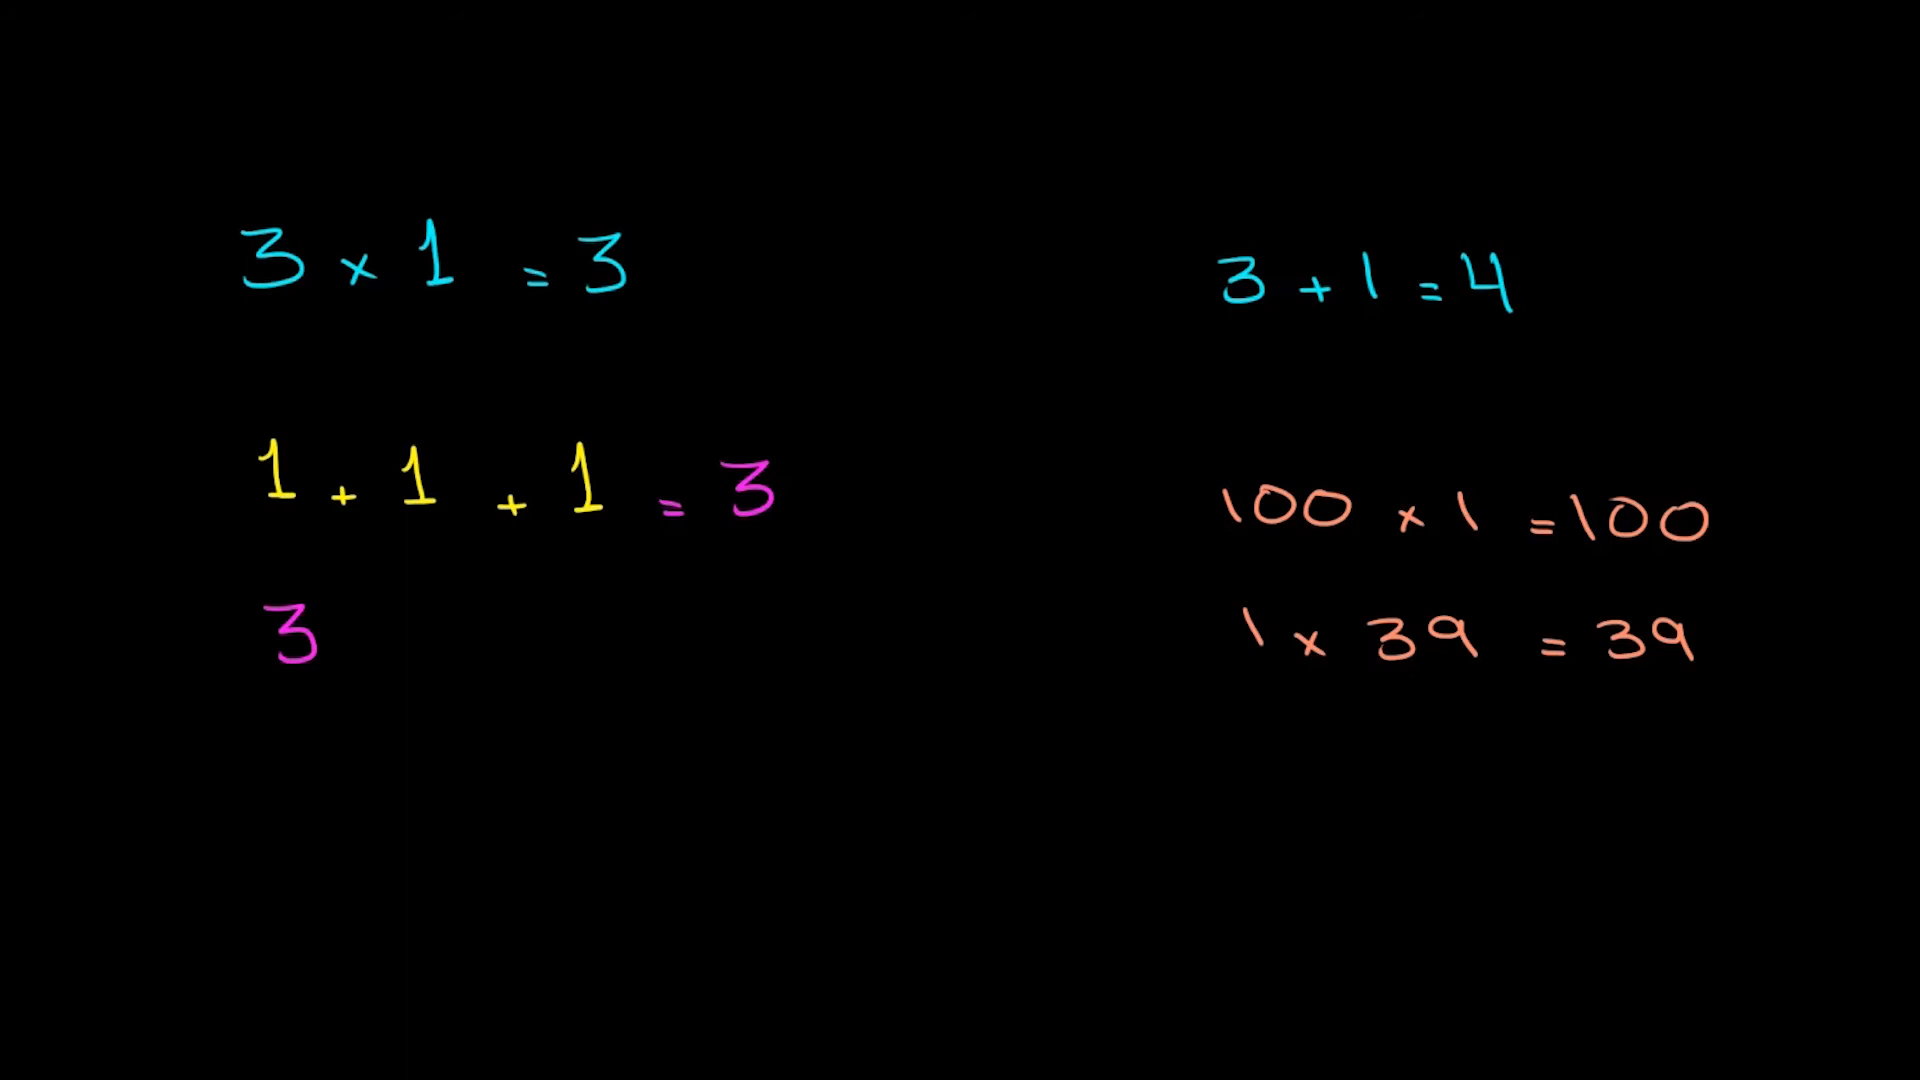 3 × 1 = 3
1 + 1 + 1 = 3
3
3 + 1 = 4
100 × 1 = 100
1 × 39 = 39